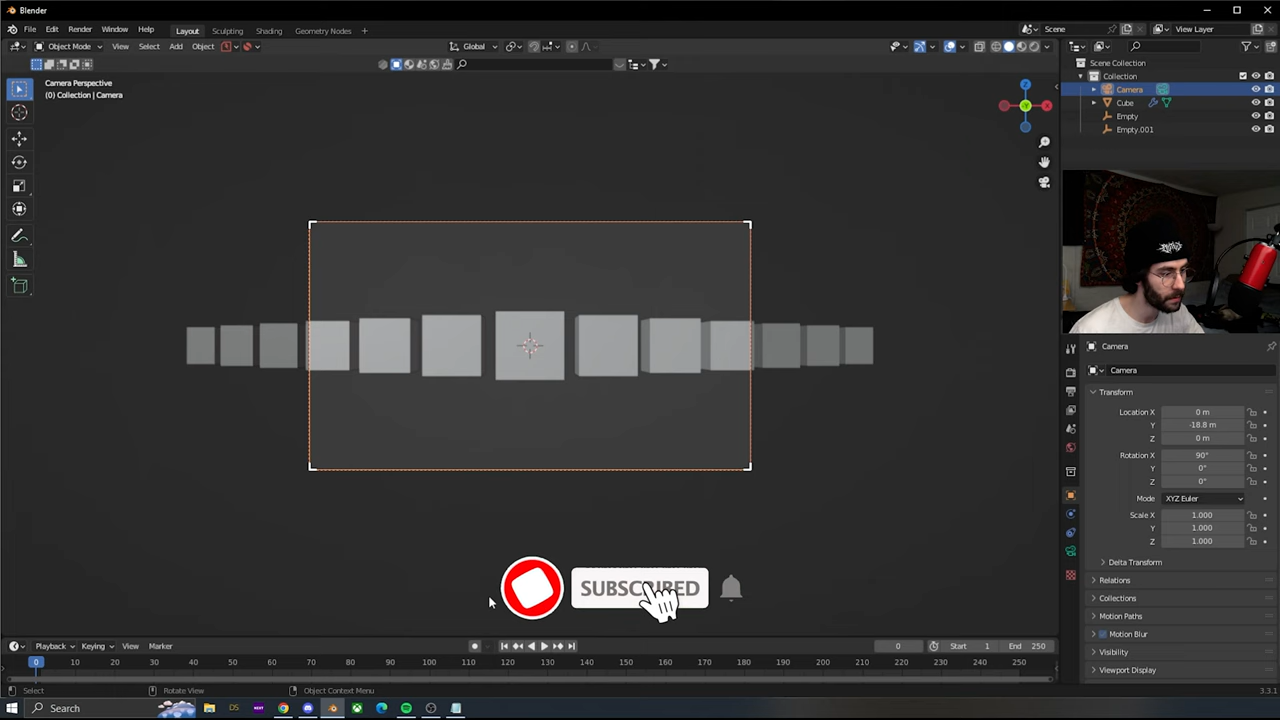 Blender
File Edit Render Window Help Layout Sculpting Shading Geometry Nodes + Scene View Layer
Object Mode View Select Add Object Global
Camera Perspective
(0) Collection | Camera
Z
Y
X
Scene Collection
Collection
Camera
Cube
Empty
Empty.001
Camera
Camera
Transform
Location X 0 m
Y -18.8 m
Z 0 m
Rotation X 90°
Y 0°
Z 0°
Mode XYZ Euler
Scale X 1.000
Y 1.000
Z 1.000
Delta Transform
Relations
Collections
Motion Paths
Motion Blur
Visibility
Viewport Display
SUBSCRIBED
Playback Keying View Marker 0 Start 1 End 250
0 10 20 30 40 50 60 70 80 90 100 110 120 130 140 150 160 170 180 190 200 210 220 230 240 250
Select Rotate View Object Context Menu 3.3.1
Search DS NEXT